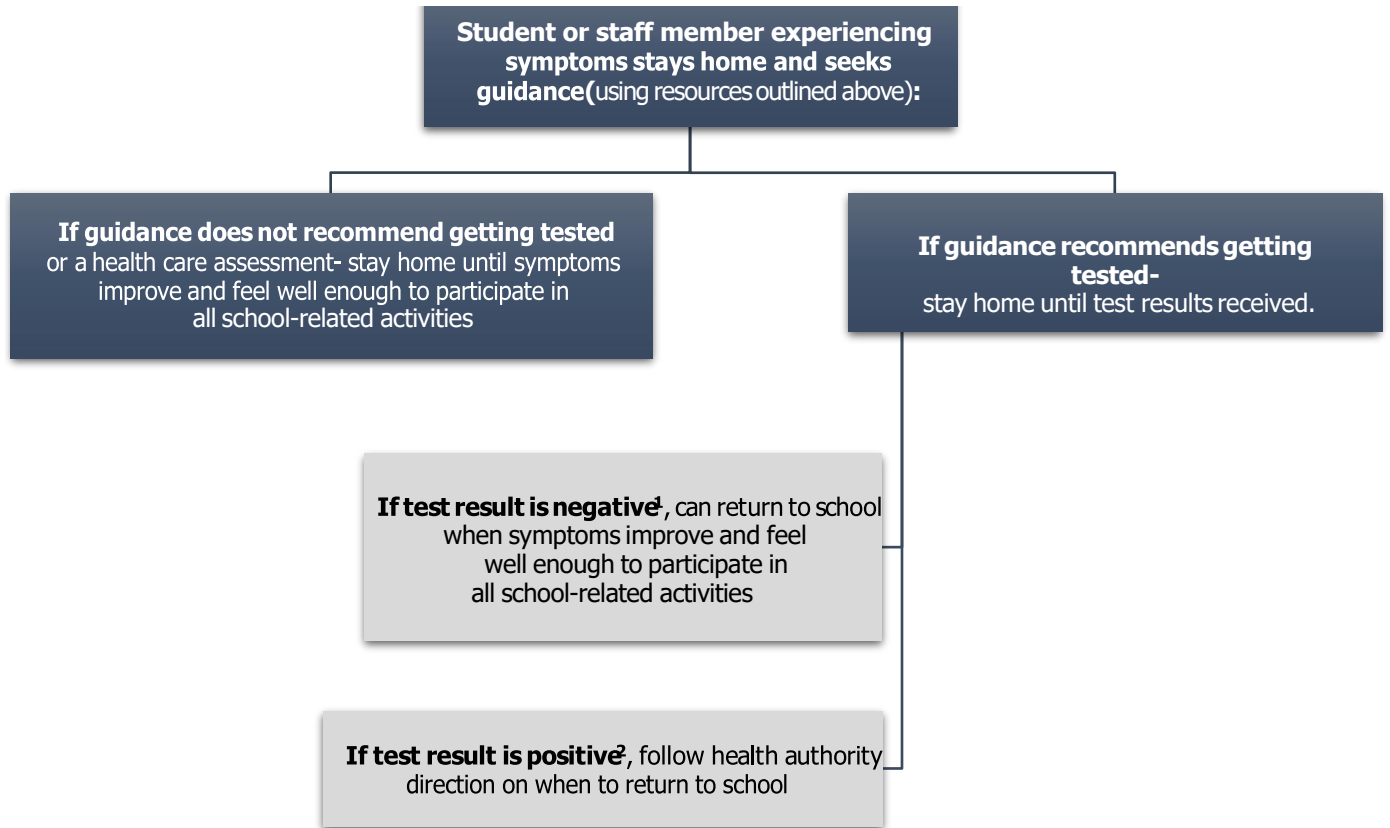 Student or staff member experiencing
symptoms stays home and seeks
guidance(using resources outlined above):
If guidance does not recommend getting tested
or a health care assessment- stay home until symptoms
improve and feel well enough to participate in
all school-related activities
If guidance recommends getting
tested-
stay home until test results received.
If test result is negative¹, can return to school
when symptoms improve and feel
well enough to participate in
all school-related activities
If test result is positive², follow health authority
direction on when to return to school